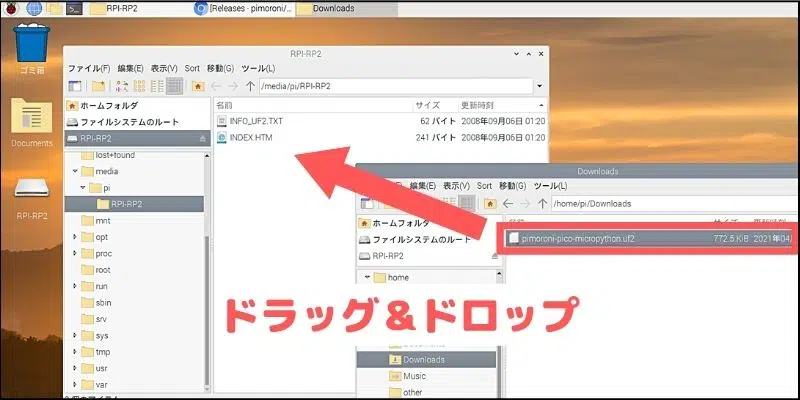 RPI-RP2
[Releases · pimoroni/
Downloads
ゴミ箱
Documents
RPI-RP2
RPI-RP2
ファイル(F) 編集(E) 表示(V) Sort 移動(G) ツール(L)
/media/pi/RPI-RP2
ホームフォルダ
ファイルシステムのルート
RPI-RP2
lost+found
media
pi
RPI-RP2
mnt
opt
proc
root
run
sbin
srv
sys
tmp
usr
var
名前 サイズ 更新時刻
INFO_UF2.TXT 62 バイト 2008年09月06日 01:20
INDEX.HTM 241 バイト 2008年09月06日 01:20
Downloads
編集(E) 表示(V) Sort 移動(G) ツール(L)
/home/pi/Downloads
ホームフォルダ
ファイルシステムのルート
RPI-RP2
home
Downloads
Music
other
名前 サイズ 更新時刻
pimoroni-pico-micropython.uf2 772.5 KiB 2021年04
ドラッグ&ドロップ